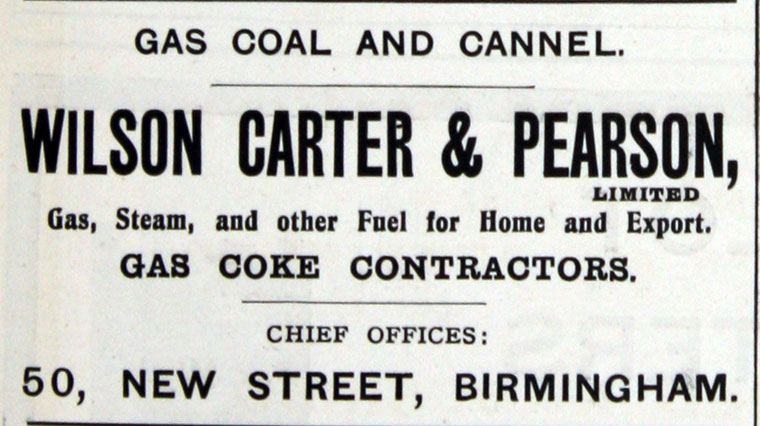 GAS COAL AND CANNEL.
WILSON CARTER & PEARSON,
LIMITED
Gas, Steam, and other Fuel for Home and Export.
GAS COKE CONTRACTORS.
CHIEF OFFICES:
50, NEW STREET, BIRMINGHAM.